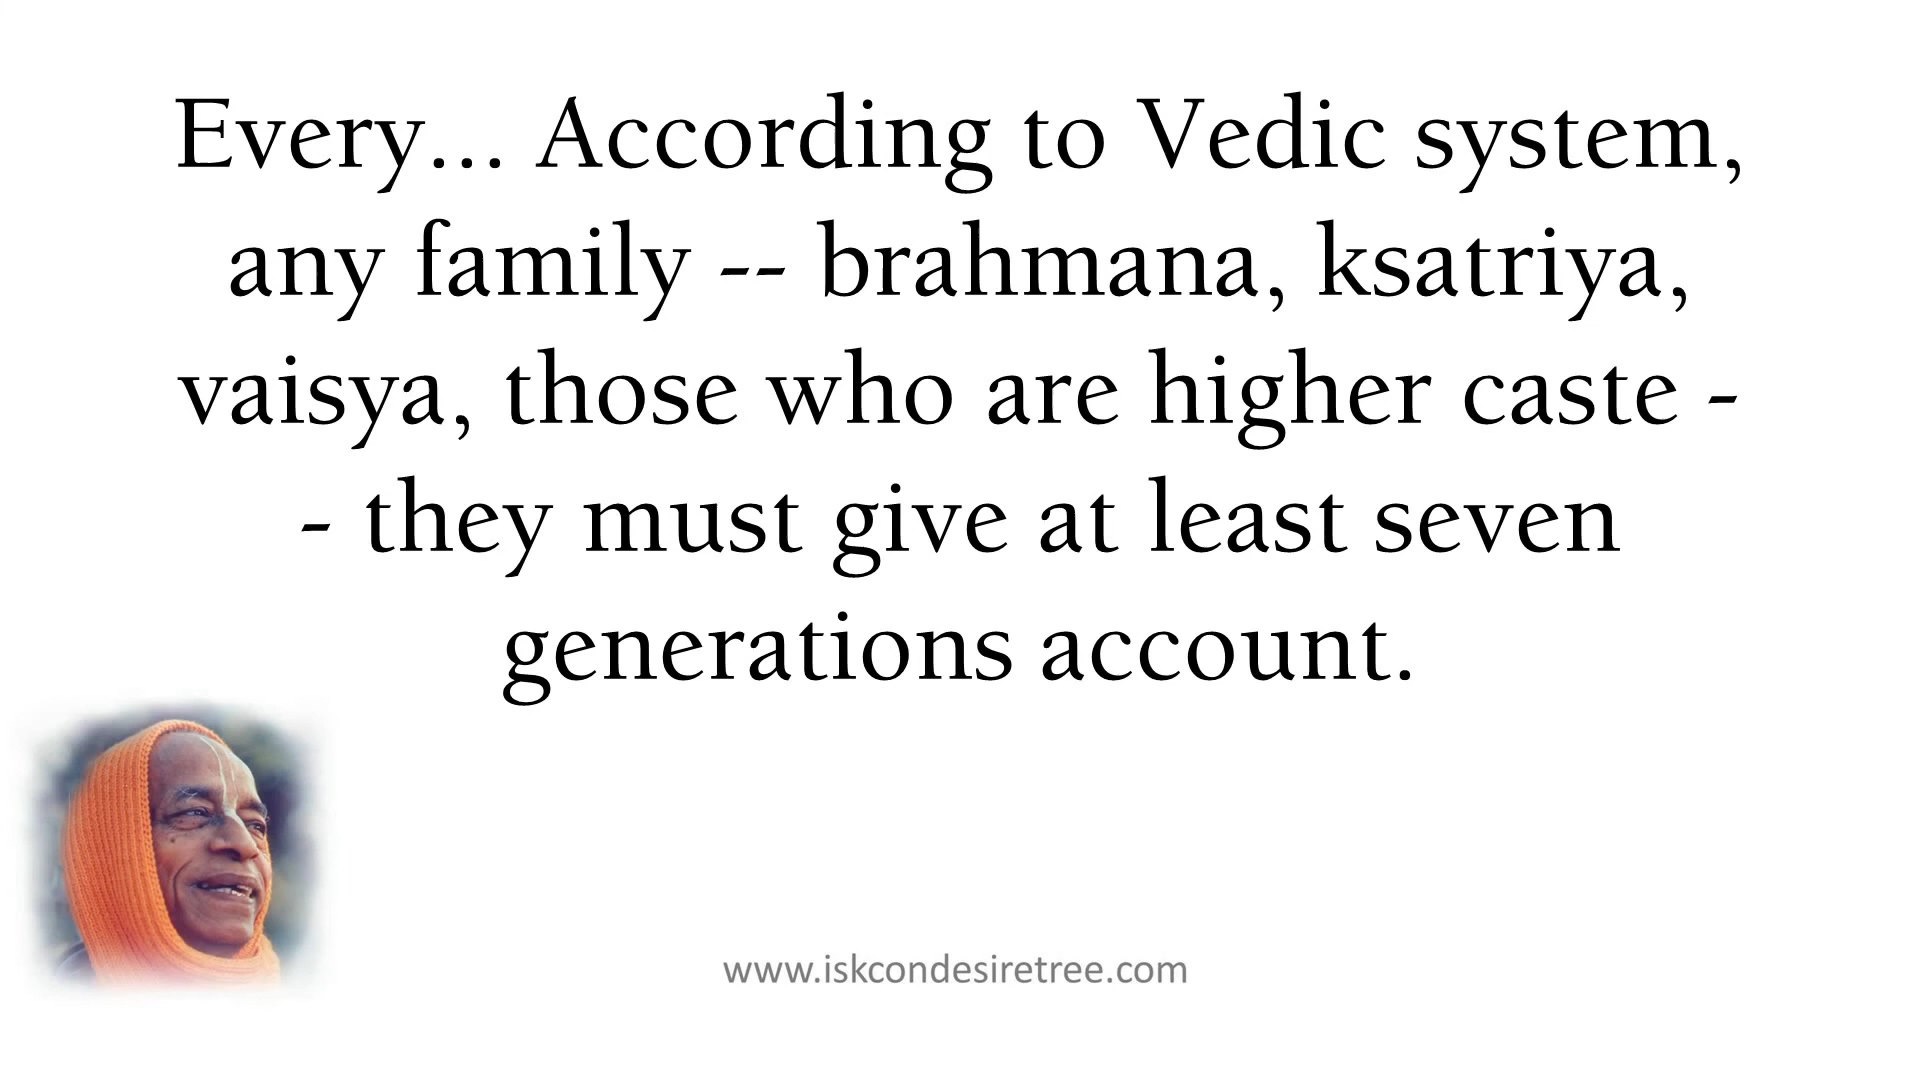 Every... According to Vedic system,
any family -- brahmana, ksatriya,
vaisya, those who are higher caste -
- they must give at least seven
generations account.
www.iskcondesiretree.com